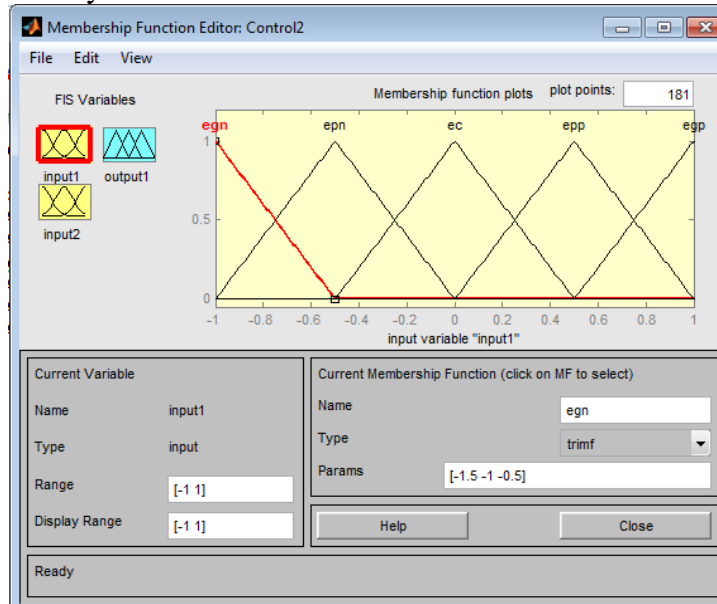 Membership Function Editor: Control2
File Edit View
FIS Variables
input1 output1
input2
Membership function plots plot points: 181
egn epn ec epp egp
1
0.5
0
-1 -0.8 -0.6 -0.4 -0.2 0 0.2 0.4 0.6 0.8 1
input variable "input1"
Current Variable
Name input1
Type input
Range [-1 1]
Display Range [-1 1]
Current Membership Function (click on MF to select)
Name egn
Type trimf
Params [-1.5 -1 -0.5]
Help Close
Ready